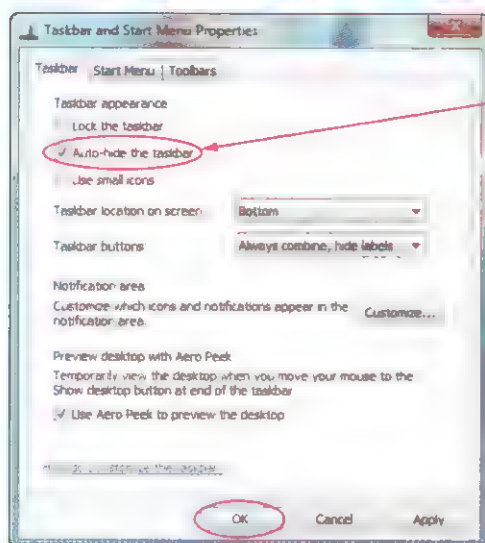 Taskbar and Start Menu Properties
Taskbar Start Menu Toolbars
Taskbar appearance
Lock the taskbar
Auto-hide the taskbar
Use small icons
Taskbar location on screen: Bottom
Taskbar buttons: Always combine, hide labels
Notification area
Customize which icons and notifications appear in the
notification area.
Customize...
Preview desktop with Aero Peek
Temporarily view the desktop when you move your mouse to the
Show desktop button at end of the taskbar
Use Aero Peek to preview the desktop
the taskbar
OK Cancel Apply